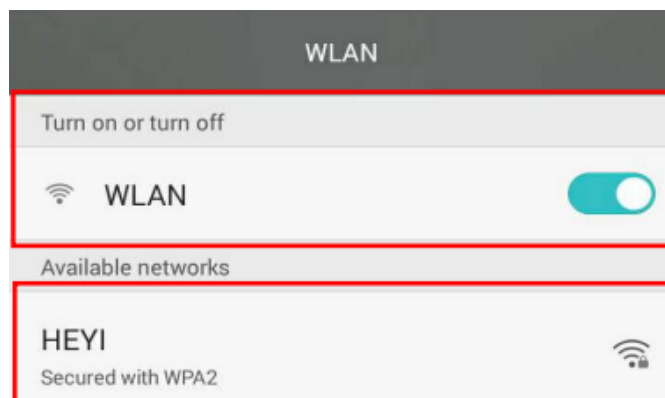 WLAN
Turn on or turn off
WLAN
Available networks
HEYI
Secured with WPA2